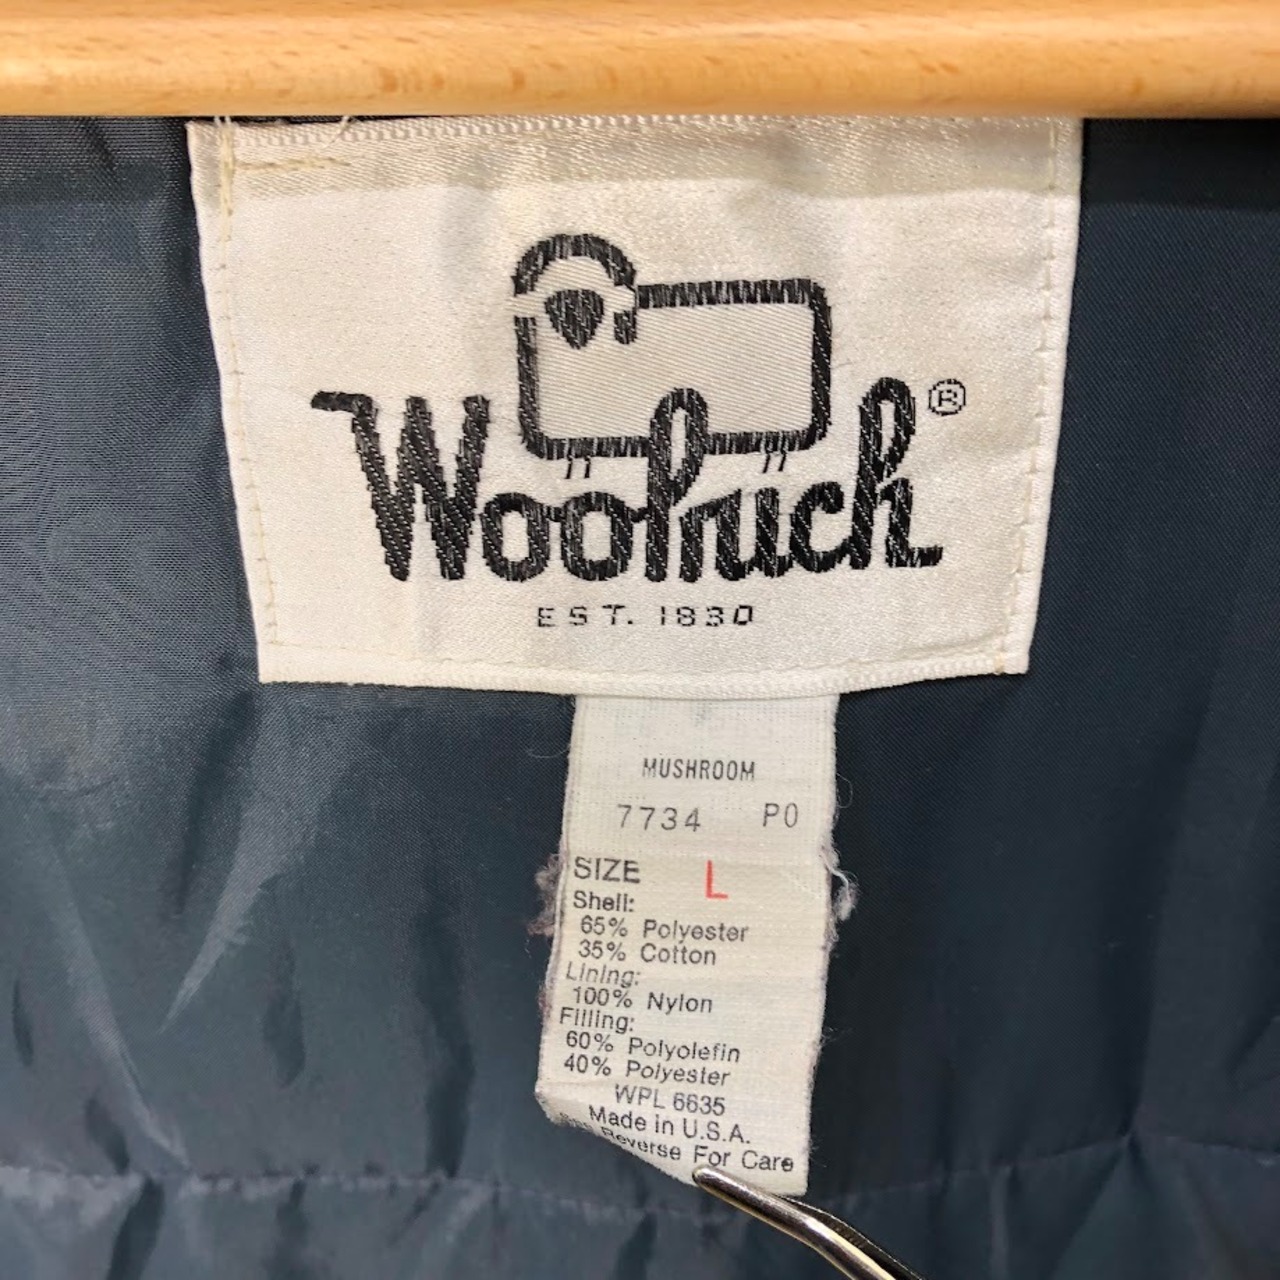 Woolrich®
EST. 1830
MUSHROOM
7734 PO
SIZE L
Shell:
65% Polyester
35% Cotton
Lining:
100% Nylon
Filling:
60% Polyolefin
40% Polyester
WPL 6635
Made in U.S.A.
Reverse For Care